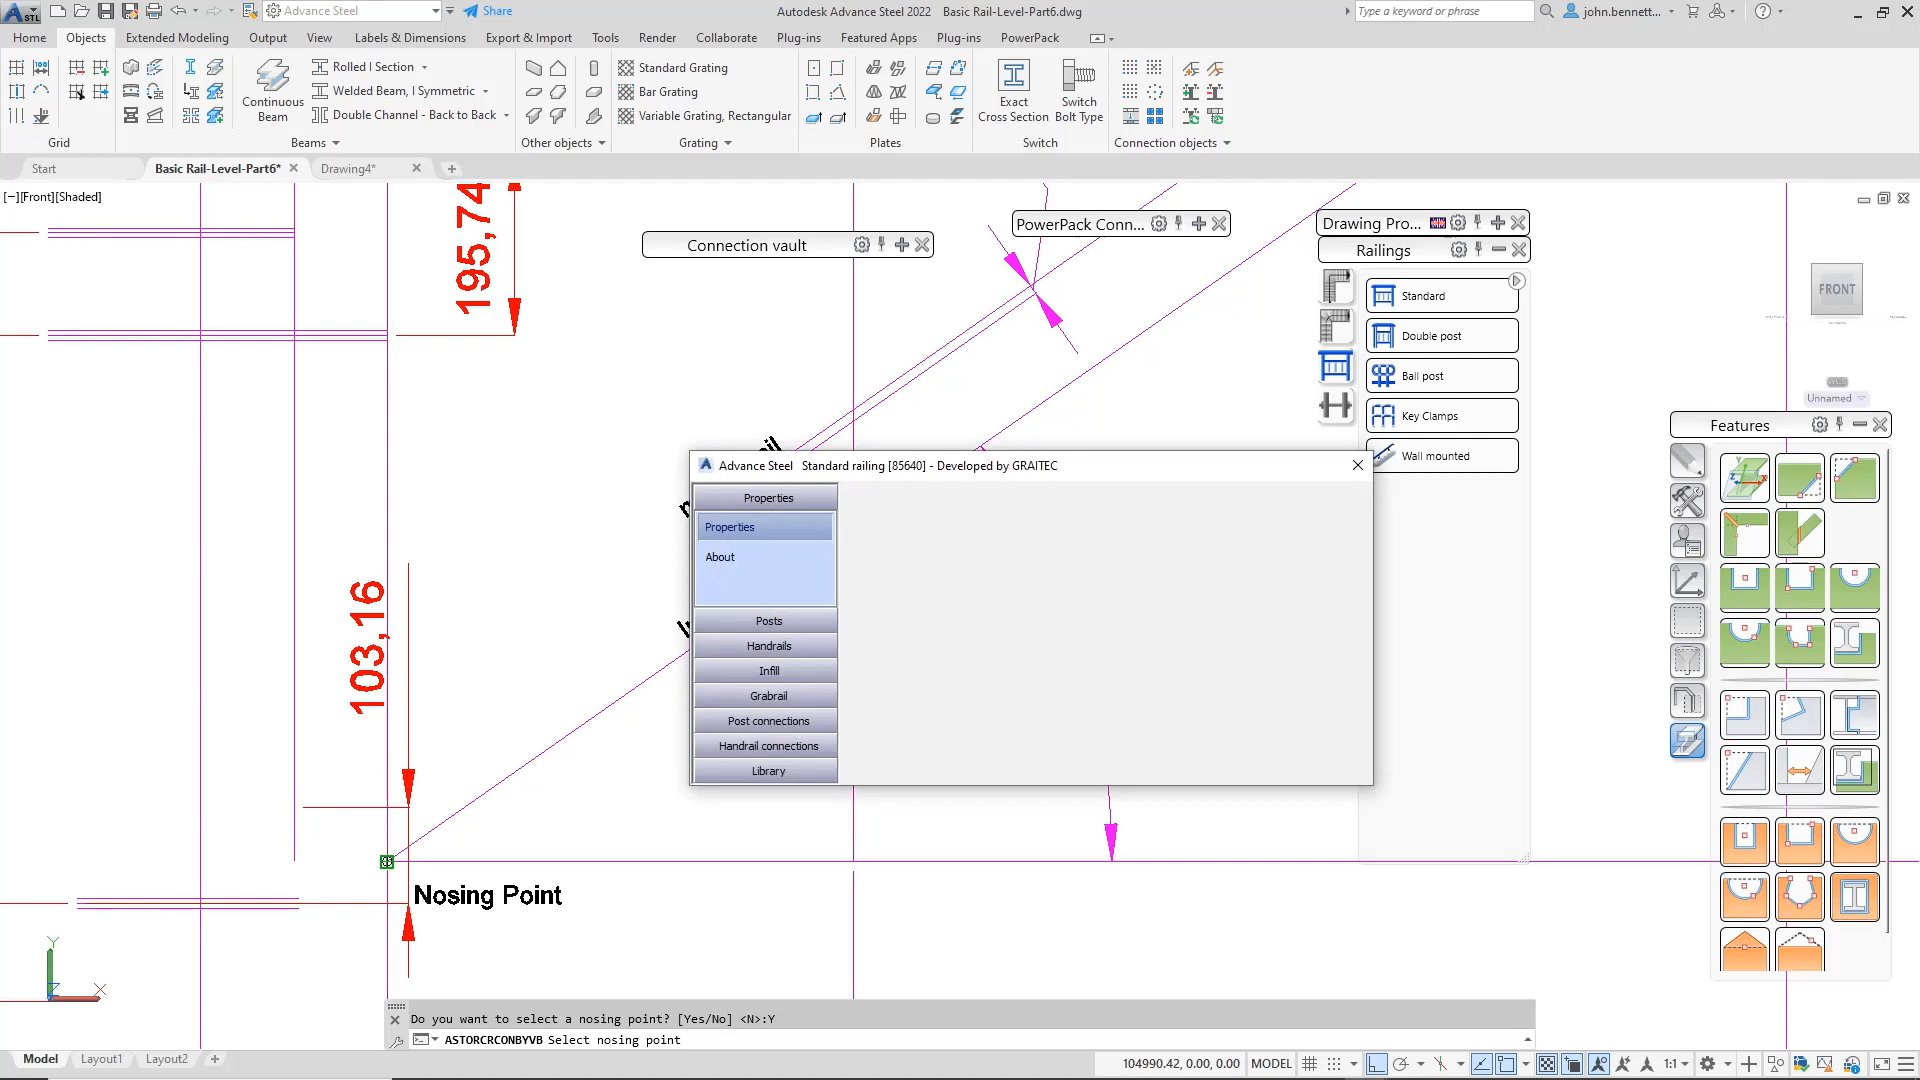 STL
Advance Steel
Share
Autodesk Advance Steel 2022 Basic Rail-Level-Part6.dwg
Type a keyword or phrase
john.bennett...
Home Objects Extended Modeling Output View Labels & Dimensions Export & Import Tools Render Collaborate Plug-ins Featured Apps Plug-ins PowerPack
Continuous Beam
Rolled I Section
Welded Beam, I Symmetric
Double Channel - Back to Back
Standard Grating
Bar Grating
Variable Grating, Rectangular
Exact Cross Section
Switch Bolt Type
Grid Beams Other objects Grating Plates Switch Connection objects
Start Basic Rail-Level-Part6* Drawing4*
[−][Front][Shaded]
195,74
Connection vault
PowerPack Conn...
Drawing Pro...
Railings
Standard
Double post
Ball post
Key Clamps
Wall mounted
FRONT
WCS
Unnamed
Features
Advance Steel Standard railing [85640] - Developed by GRAITEC
Properties
Properties
About
Posts
Handrails
Infill
Grabrail
Post connections
Handrail connections
Library
103,16
Nosing Point
Y
Z
X
Do you want to select a nosing point? [Yes/No] <N>:Y
ASTORCRCONBYVB Select nosing point
Model Layout1 Layout2
104990.42, 0.00, 0.00 MODEL 1:1